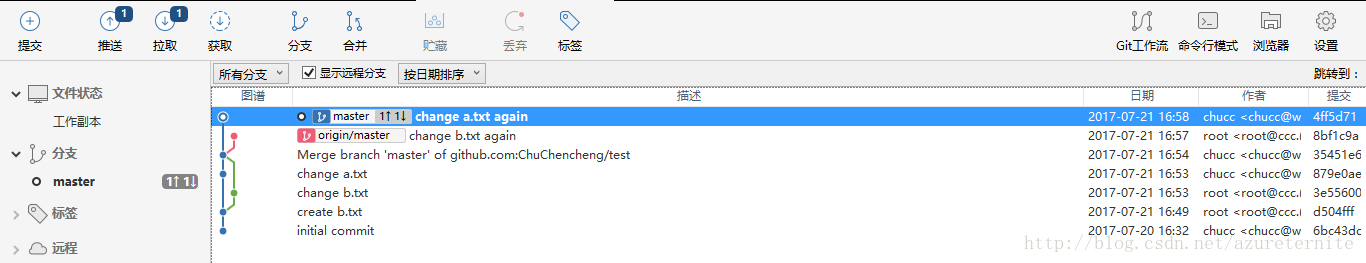 1 1
提交 推送 拉取 获取 分支 合并 贮藏 丢弃 标签 Git工作流 命令行模式 浏览器 设置
所有分支 显示远程分支 按日期排序 跳转到：
文件状态
工作副本
分支
master 1↑ 1↓
标签
远程
图谱 描述 日期 作者 提交
master 1↑ 1↓ change a.txt again 2017-07-21 16:58 chucc <chucc@w 4ff5d71
origin/master change b.txt again 2017-07-21 16:57 root <root@ccc.( 8bf1c9a
Merge branch 'master' of github.com:ChuChencheng/test 2017-07-21 16:54 chucc <chucc@w 35451e6
change a.txt 2017-07-21 16:53 chucc <chucc@w 879e0ae
change b.txt 2017-07-21 16:53 root <root@ccc.( 3e55600
create b.txt 2017-07-21 16:49 root <root@ccc.( d504fff
initial commit 2017-07-20 16:32 chucc <chucc@w 6bc43dc
http://blog.csdn.net/azureternite